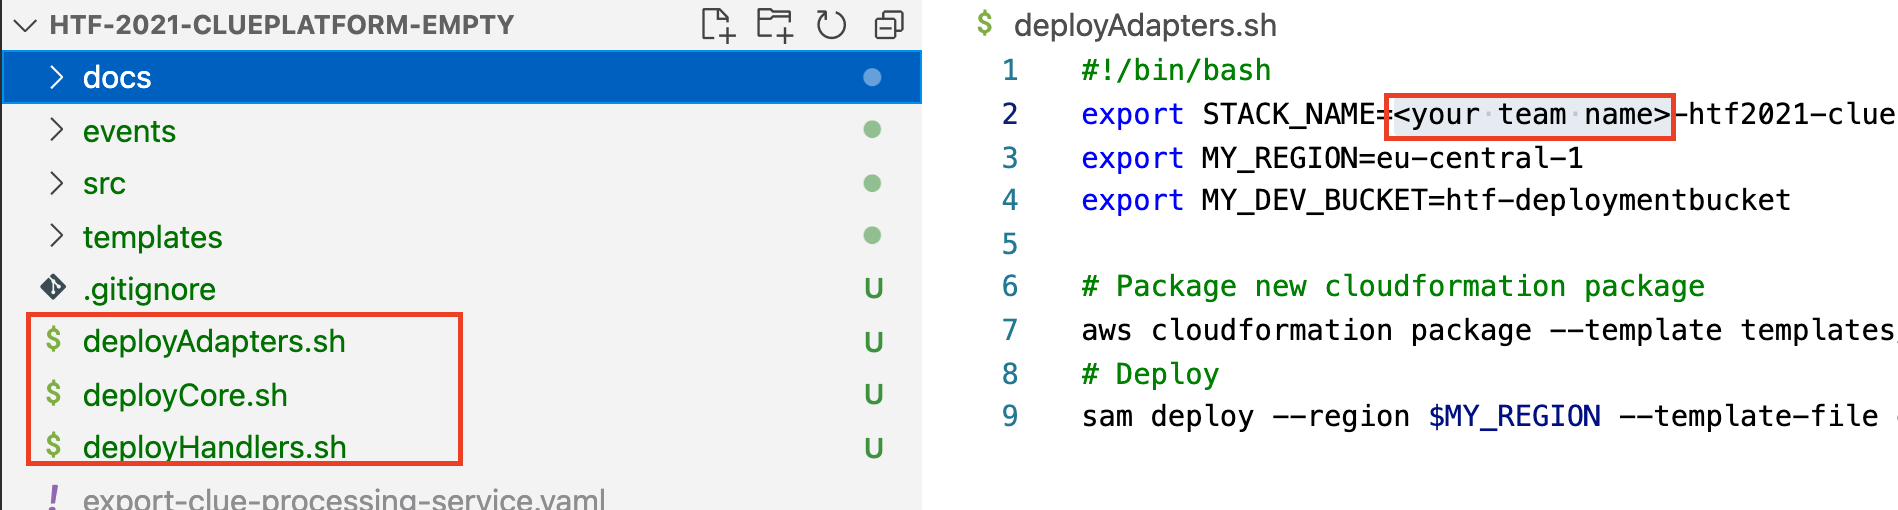 HTF-2021-CLUEPLATFORM-EMPTY
docs
events
src
templates
.gitignore U
$ deployAdapters.sh U
$ deployCore.sh U
$ deployHandlers.sh U
! export-clue-processing-service.yaml
$ deployAdapters.sh
1 #!/bin/bash
2 export STACK_NAME=<your team name>-htf2021-clue
3 export MY_REGION=eu-central-1
4 export MY_DEV_BUCKET=htf-deploymentbucket
5
6 # Package new cloudformation package
7 aws cloudformation package --template templates
8 # Deploy
9 sam deploy --region $MY_REGION --template-file